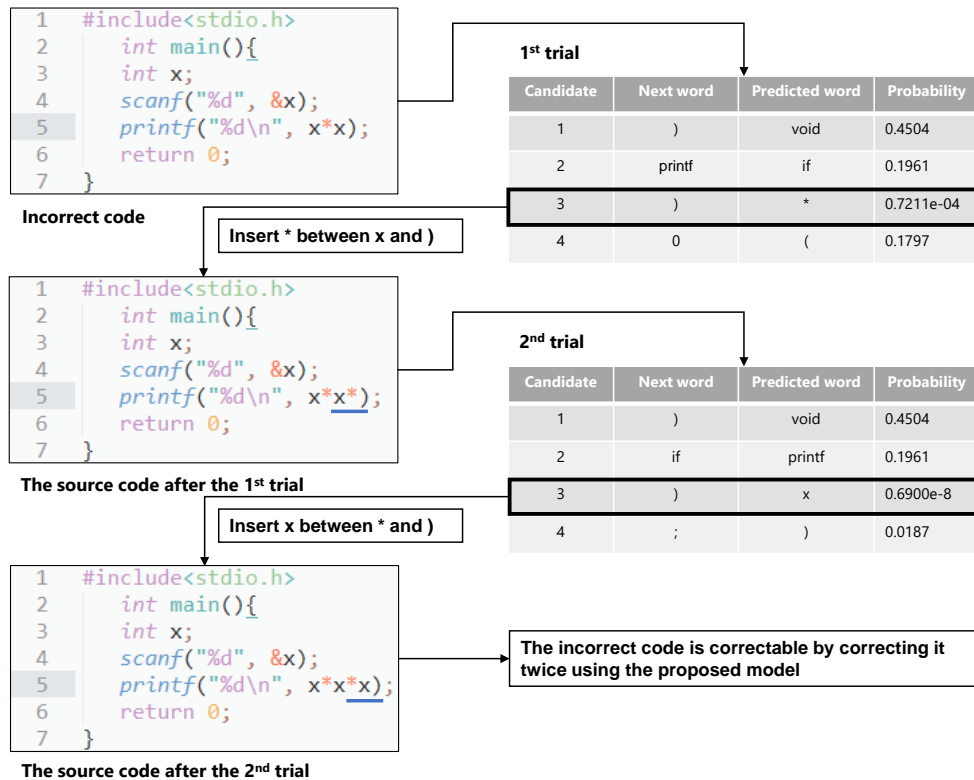 1 #include<stdio.h>
2 int main(){
3 int x;
4 scanf("%d", &x);
5 printf("%d\n", x*x);
6 return 0;
7 }
Incorrect code
1st trial
Candidate Next word Predicted word Probability
1 ) void 0.4504
2 printf if 0.1961
3 ) * 0.7211e-04
4 0 ( 0.1797
Insert * between x and )
1 #include<stdio.h>
2 int main(){
3 int x;
4 scanf("%d", &x);
5 printf("%d\n", x*x*);
6 return 0;
7 }
The source code after the 1st trial
2nd trial
Candidate Next word Predicted word Probability
1 ) void 0.4504
2 if printf 0.1961
3 ) x 0.6900e-8
4 ; ) 0.0187
Insert x between * and )
1 #include<stdio.h>
2 int main(){
3 int x;
4 scanf("%d", &x);
5 printf("%d\n", x*x*x);
6 return 0;
7 }
The source code after the 2nd trial
The incorrect code is correctable by correcting it
twice using the proposed model